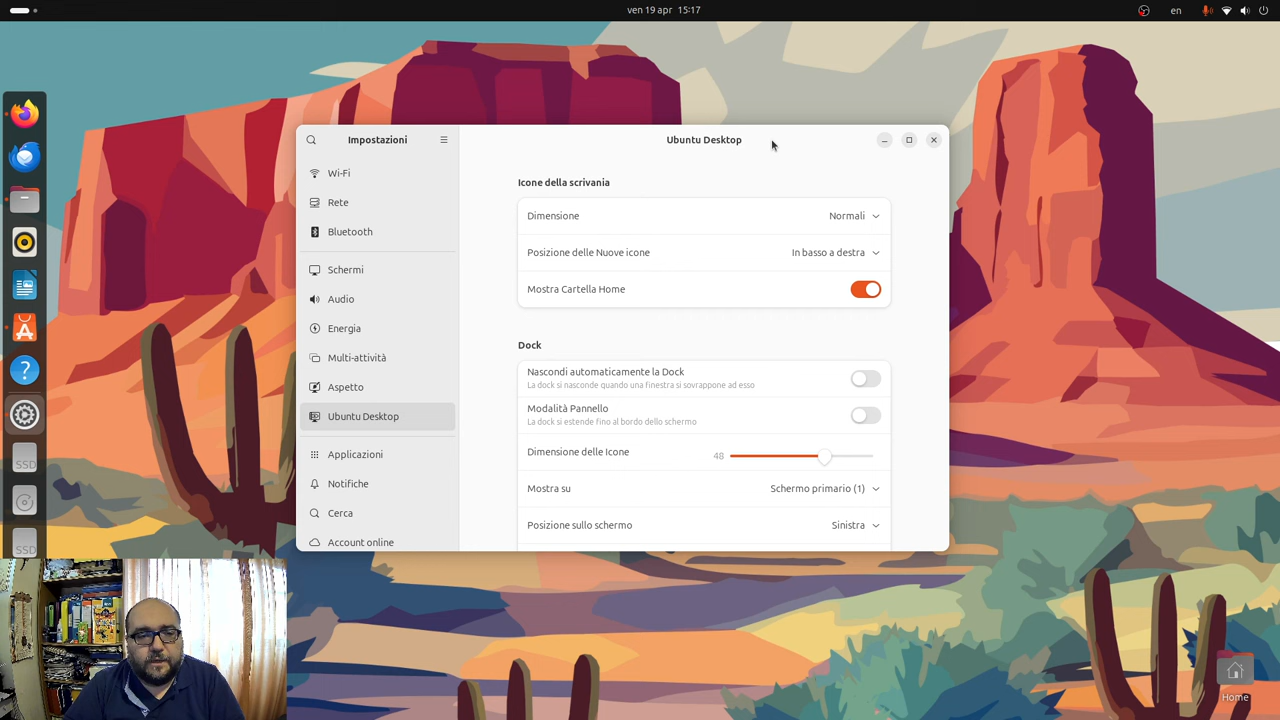 ven 19 apr 15:17
en
Impostazioni
Ubuntu Desktop
Wi-Fi
Rete
Bluetooth
Schermi
Audio
Energia
Multi-attività
Aspetto
Ubuntu Desktop
Applicazioni
Notifiche
Cerca
Account online
Icone della scrivania
Dimensione
Normali
Posizione delle Nuove icone
In basso a destra
Mostra Cartella Home
Dock
Nascondi automaticamente la Dock
La dock si nasconde quando una finestra si sovrappone ad esso
Modalità Pannello
La dock si estende fino al bordo dello schermo
Dimensione delle Icone
48
Mostra su
Schermo primario (1)
Posizione sullo schermo
Sinistra
SSD
SSD
Home